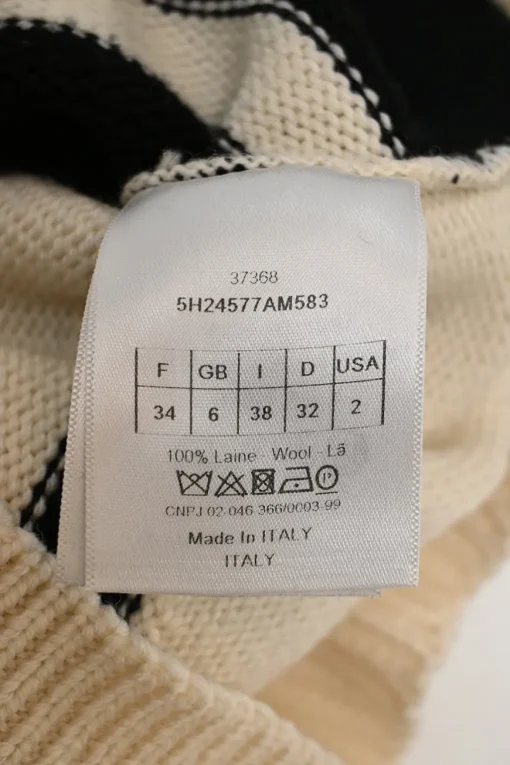 37368
5H24577AM583
F GB I D USA
34 6 38 32 2
100% Laine - Wool - Lã
P
CNPJ 02-046-366/0003-99
Made In ITALY
ITALY